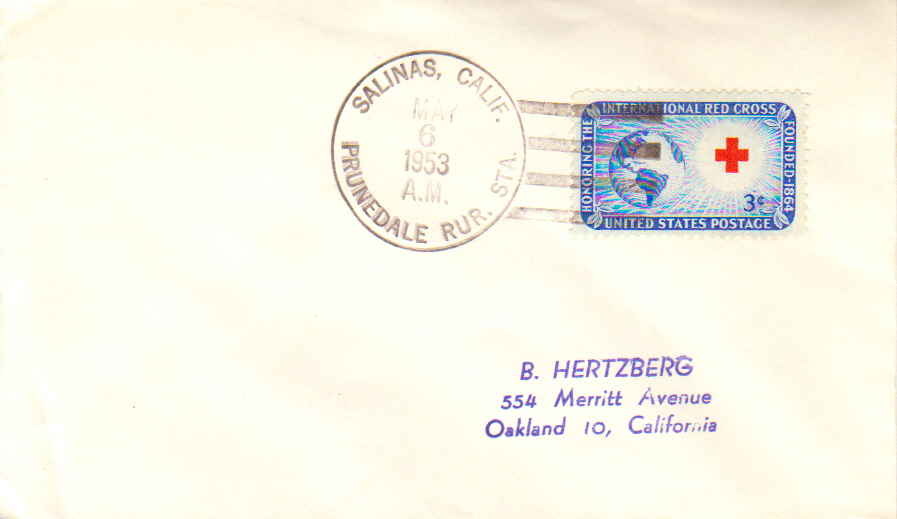 SALINAS, CALIF.
MAY
6
1953
A.M.
PRUNEDALE RUR. STA.
HONORING THE
INTERNATIONAL RED CROSS
FOUNDED-1864
3¢
UNITED STATES POSTAGE
B. HERTZBERG
554 Merritt Avenue
Oakland 10, California